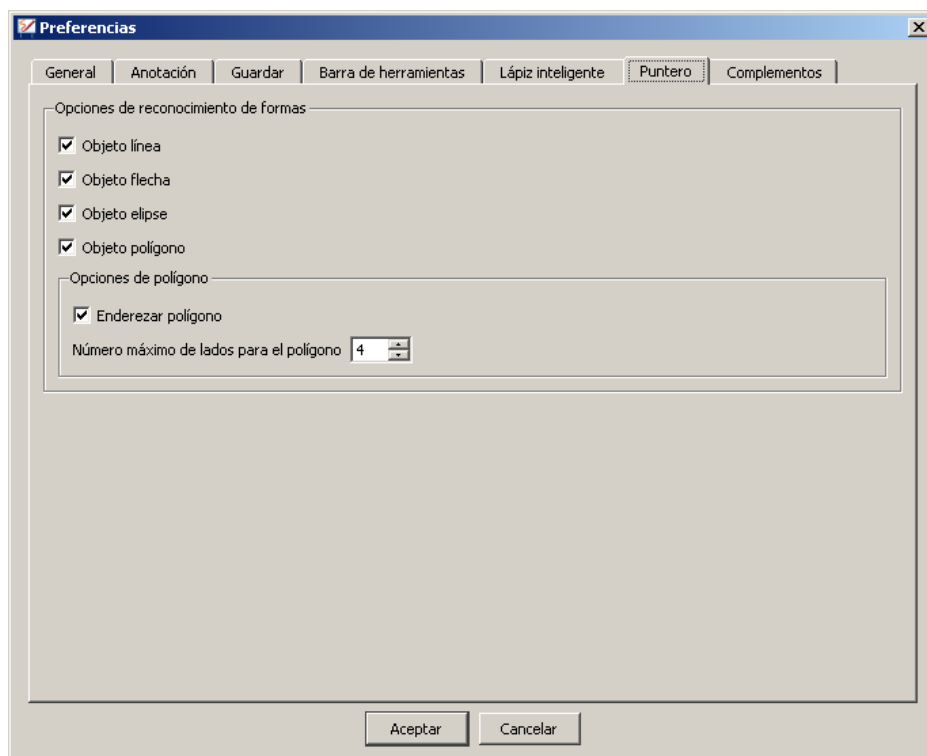 Preferencias
General Anotación Guardar Barra de herramientas Lápiz inteligente Puntero Complementos
Opciones de reconocimiento de formas
Objeto línea
Objeto flecha
Objeto elipse
Objeto polígono
Opciones de polígono
Enderezar polígono
Número máximo de lados para el polígono 4
Aceptar Cancelar